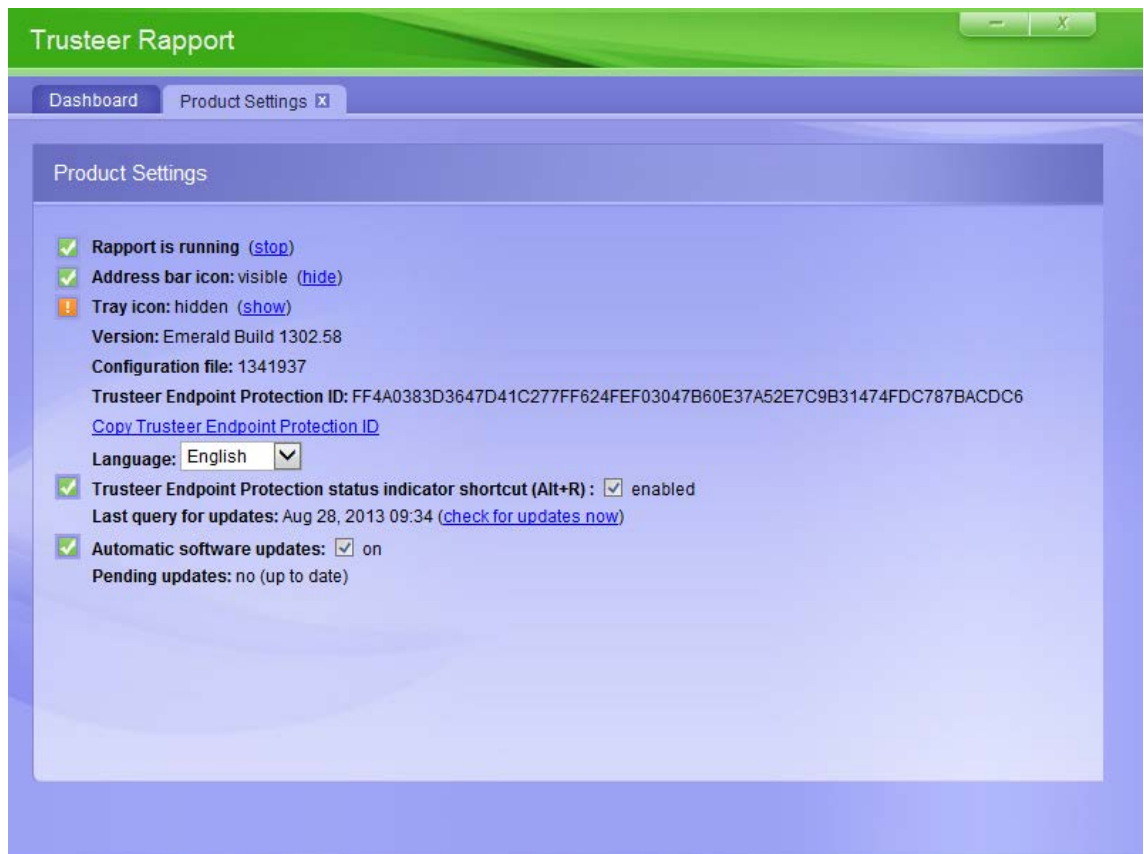 Trusteer Rapport
Dashboard
Product Settings
Product Settings
Rapport is running (stop)
Address bar icon: visible (hide)
Tray icon: hidden (show)
Version: Emerald Build 1302.58
Configuration file: 1341937
Trusteer Endpoint Protection ID: FF4A0383D3647D41C277FF624FEF03047B60E37A52E7C9B31474FDC787BACDC6
Copy Trusteer Endpoint Protection ID
Language: English
Trusteer Endpoint Protection status indicator shortcut (Alt+R) : enabled
Last query for updates: Aug 28, 2013 09:34 (check for updates now)
Automatic software updates: on
Pending updates: no (up to date)